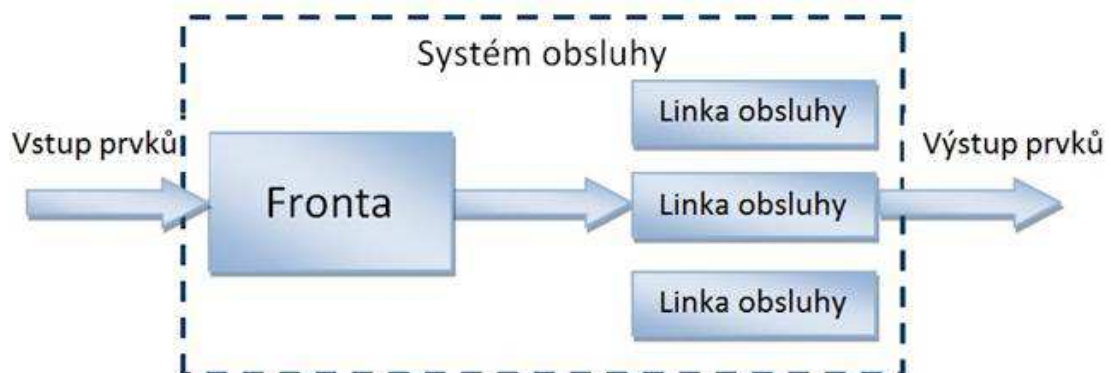 Systém obsluhy
Vstup prvků
Fronta
Linka obsluhy
Linka obsluhy
Linka obsluhy
Výstup prvků